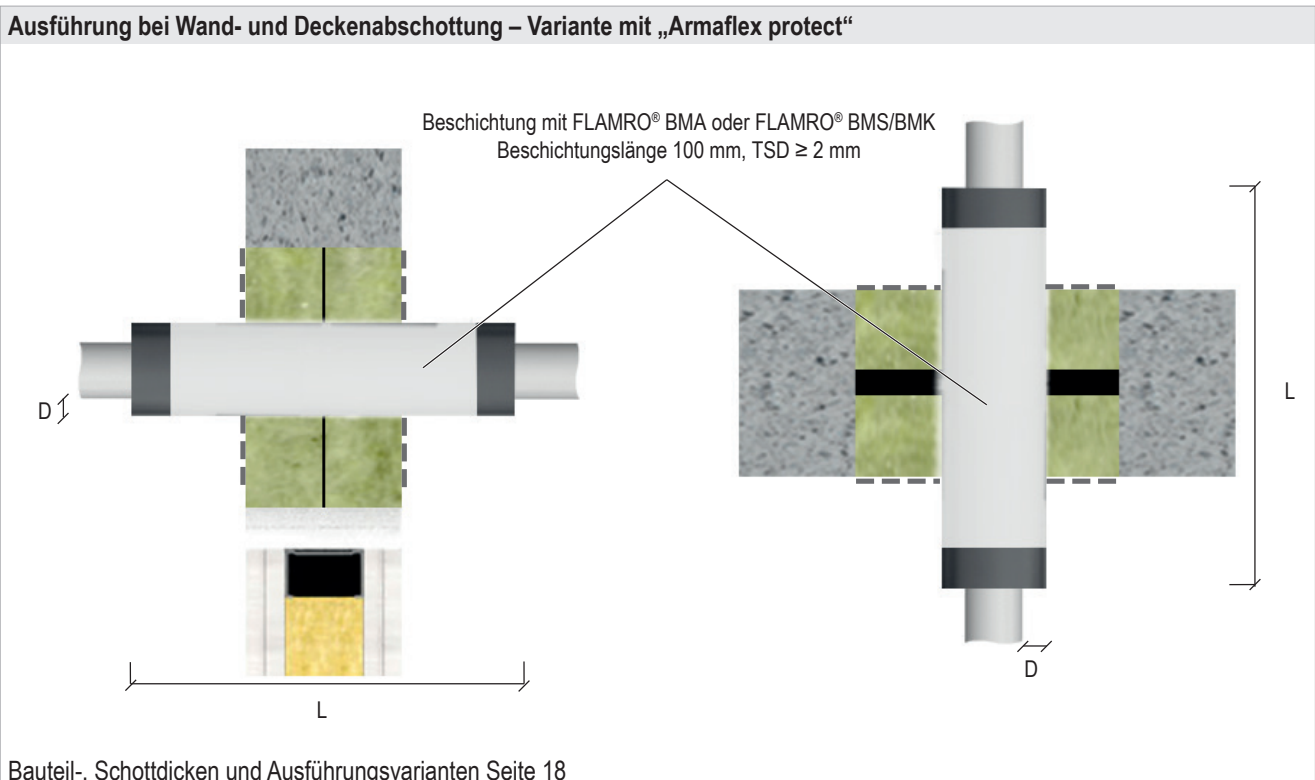 Ausführung bei Wand- und Deckenabschottung – Variante mit „Armaflex protect“
Beschichtung mit FLAMRO® BMA oder FLAMRO® BMS/BMK
Beschichtungslänge 100 mm, TSD ≥ 2 mm
D
L
L
D
Bauteil-, Schottdicken und Ausführungsvarianten Seite 18